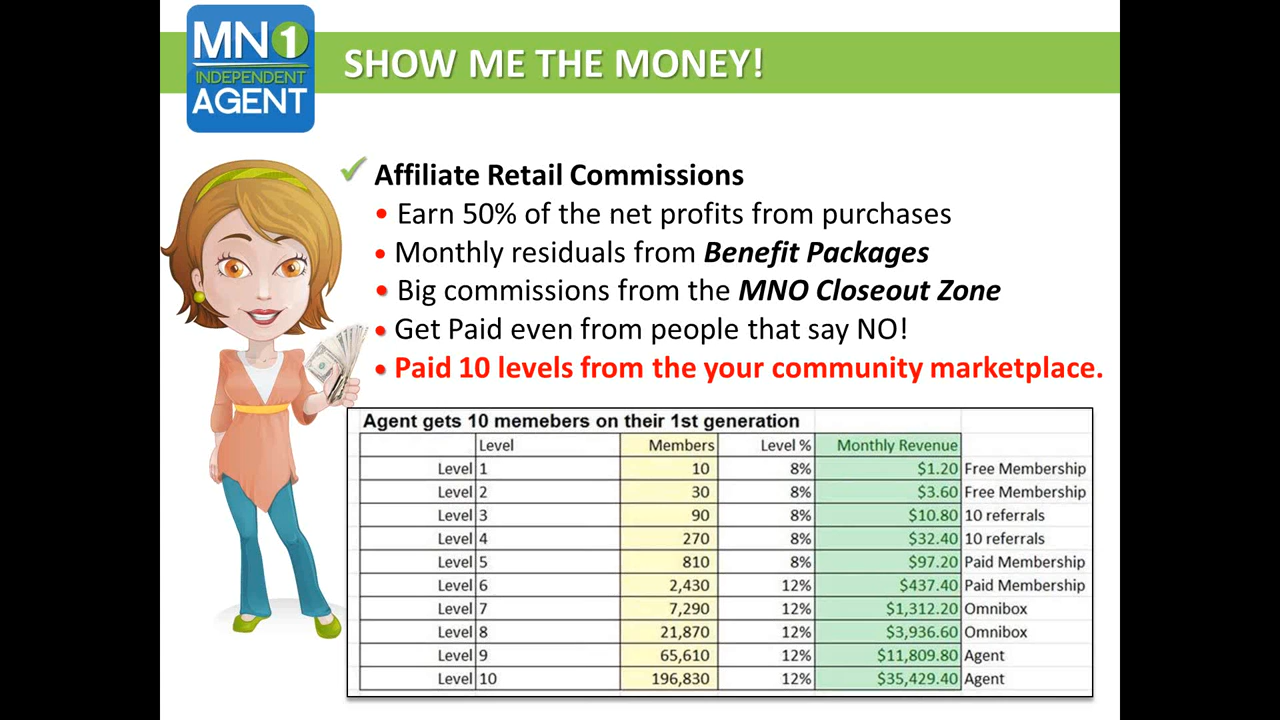 MN1
INDEPENDENT
AGENT
SHOW ME THE MONEY!
Affiliate Retail Commissions
• Earn 50% of the net profits from purchases
• Monthly residuals from Benefit Packages
• Big commissions from the MNO Closeout Zone
• Get Paid even from people that say NO!
• Paid 10 levels from the your community marketplace.
Agent gets 10 memebers on their 1st generation
Level Members Level % Monthly Revenue
Level 1 10 8% $1.20 Free Membership
Level 2 30 8% $3.60 Free Membership
Level 3 90 8% $10.80 10 referrals
Level 4 270 8% $32.40 10 referrals
Level 5 810 8% $97.20 Paid Membership
Level 6 2,430 12% $437.40 Paid Membership
Level 7 7,290 12% $1,312.20 Omnibox
Level 8 21,870 12% $3,936.60 Omnibox
Level 9 65,610 12% $11,809.80 Agent
Level 10 196,830 12% $35,429.40 Agent